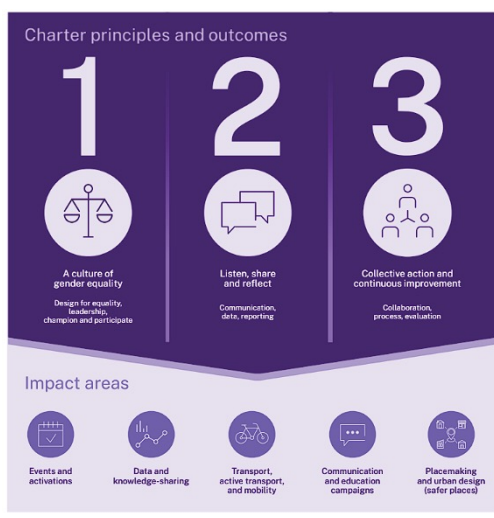 Charter principles and outcomes
1
2
3
A culture of
gender equality
Design for equality,
leadership,
champion and participate
Listen, share
and reflect
Communication,
data, reporting
Collective action and
continuous improvement
Collaboration,
process, evaluation
Impact areas
Events and
activations
Data and
knowledge-sharing
Transport,
active transport,
and mobility
Communication
and education
campaigns
Placemaking
and urban design
(safer places)